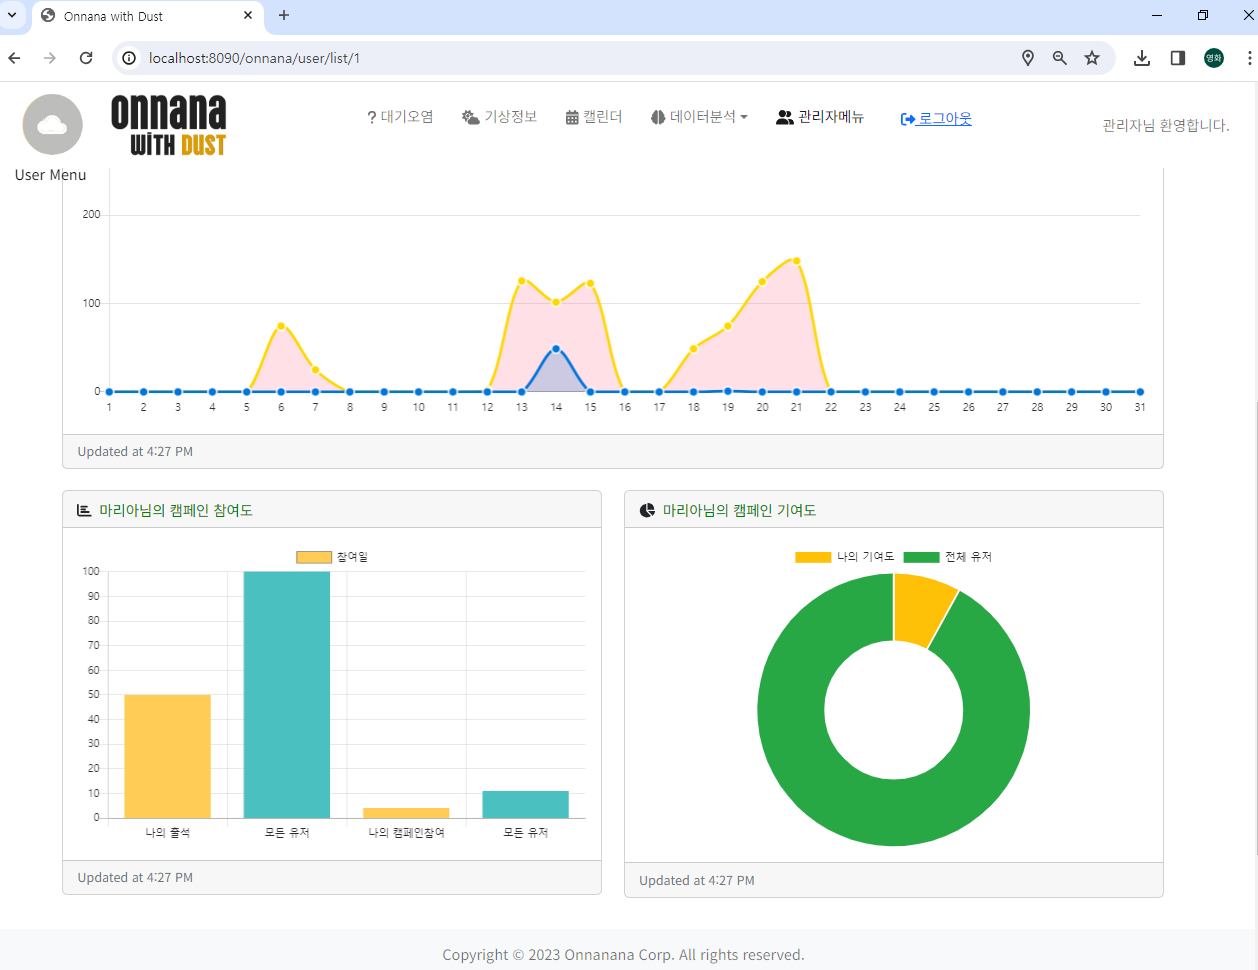 Onnana with Dust
localhost:8090/onnana/user/list/1
영화
onnana
WITH DUST
? 대기오염 기상정보 캘린더 데이터분석 관리자메뉴 로그아웃
관리자님 환영합니다.
User Menu
200
100
0
1 2 3 4 5 6 7 8 9 10 11 12 13 14 15 16 17 18 19 20 21 22 23 24 25 26 27 28 29 30 31
Updated at 4:27 PM
마리아님의 캠페인 참여도
참여일
100
90
80
70
60
50
40
30
20
10
0
나의 출석 모든 유저 나의 캠페인참여 모든 유저
Updated at 4:27 PM
마리아님의 캠페인 기여도
나의 기여도 전체 유저
Updated at 4:27 PM
Copyright © 2023 Onnanana Corp. All rights reserved.